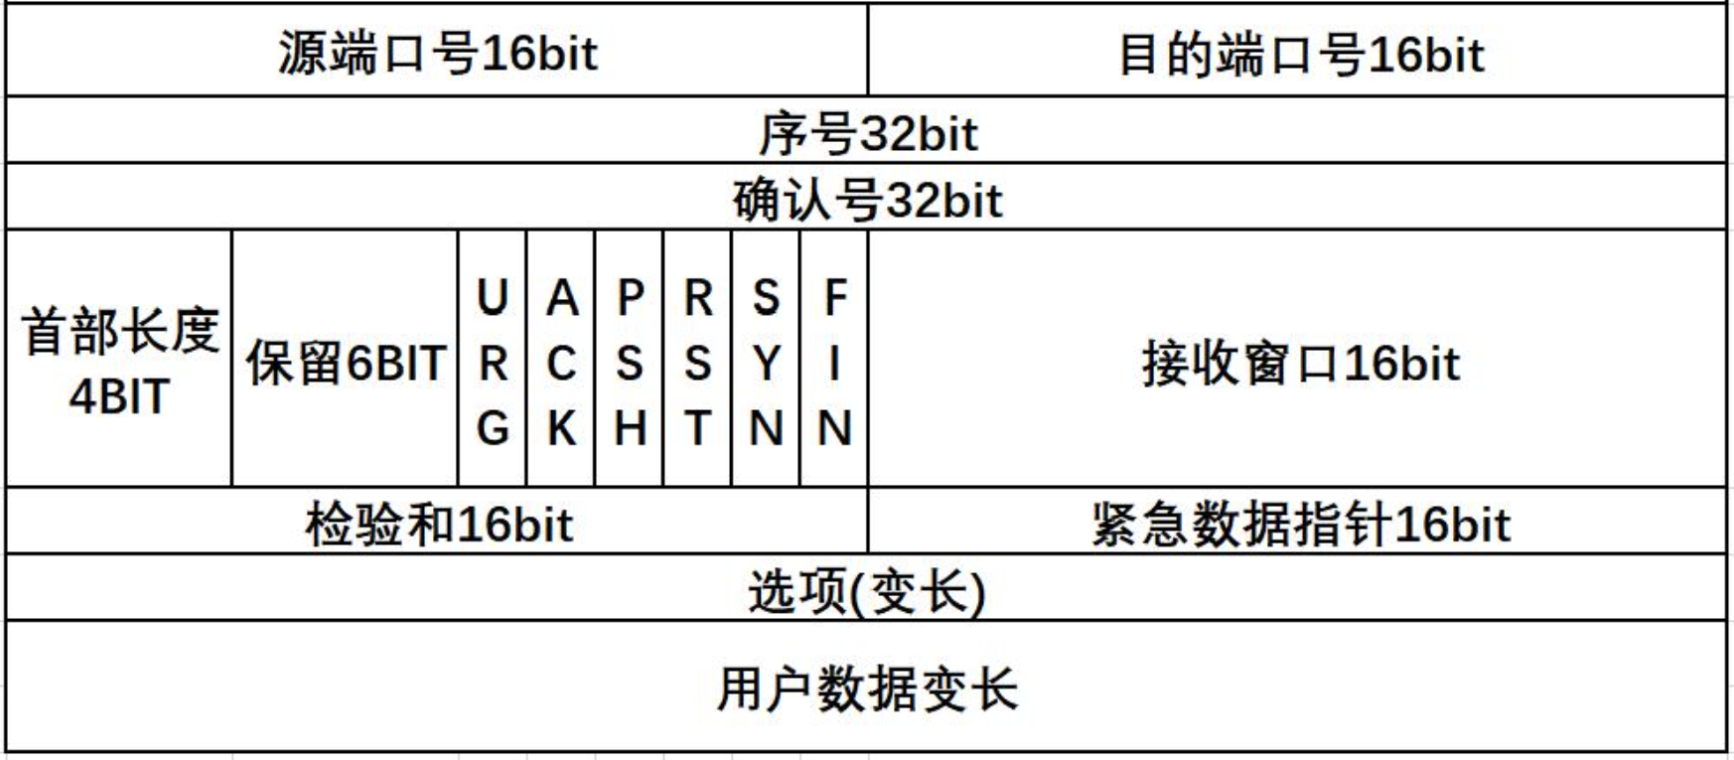 源端口号16bit
目的端口号16bit
序号32bit
确认号32bit
首部长度
4BIT
保留6BIT
URG
ACK
PSH
RST
SYN
FIN
接收窗口16bit
检验和16bit
紧急数据指针16bit
选项(变长)
用户数据变长